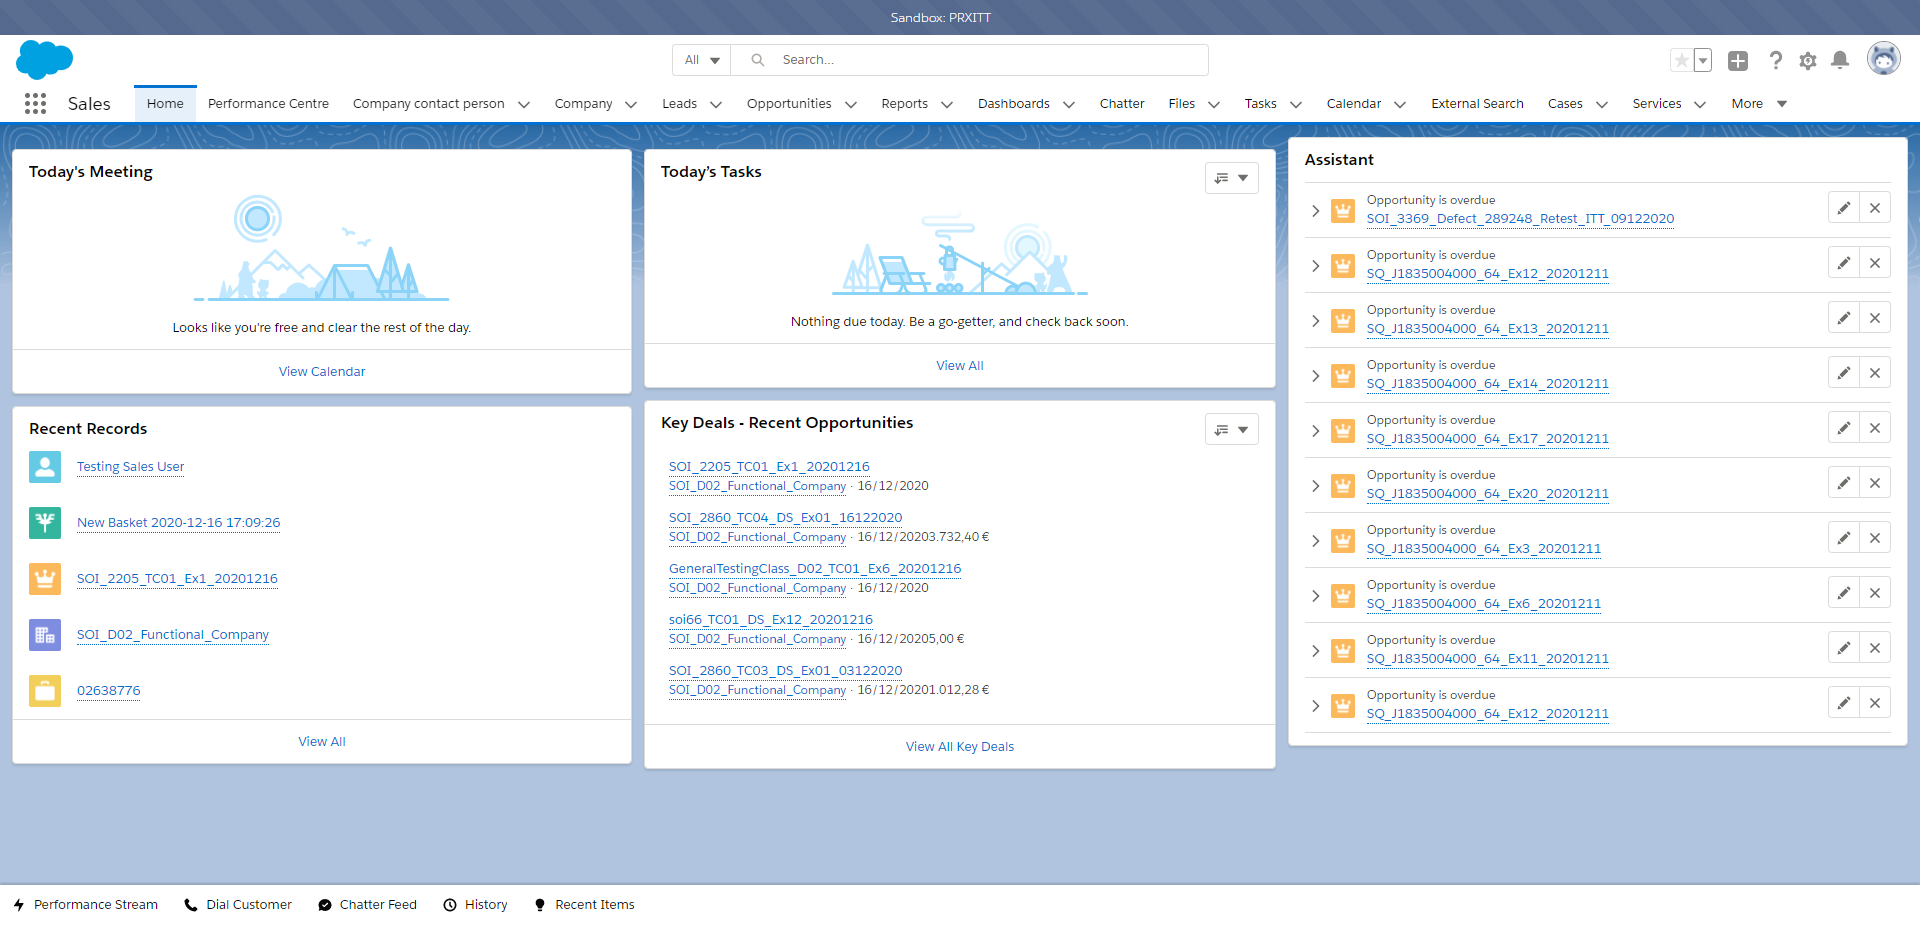 Sandbox: PRXITT
All
Search...
Sales
Home
Performance Centre
Company contact person
Company
Leads
Opportunities
Reports
Dashboards
Chatter
Files
Tasks
Calendar
External Search
Cases
Services
More
Today's Meeting
Looks like you're free and clear the rest of the day.
View Calendar
Recent Records
Testing Sales User
New Basket 2020-12-16 17:09:26
SOI_2205_TC01_Ex1_20201216
SOI_D02_Functional_Company
02638776
View All
Today's Tasks
Nothing due today. Be a go-getter, and check back soon.
View All
Key Deals - Recent Opportunities
SOI_2205_TC01_Ex1_20201216
SOI_D02_Functional_Company · 16/12/2020
SOI_2860_TC04_DS_Ex01_16122020
SOI_D02_Functional_Company · 16/12/20203.732,40 €
GeneralTestingClass_D02_TC01_Ex6_20201216
SOI_D02_Functional_Company · 16/12/2020
soi66_TC01_DS_Ex12_20201216
SOI_D02_Functional_Company · 16/12/20205,00 €
SOI_2860_TC03_DS_Ex01_03122020
SOI_D02_Functional_Company · 16/12/20201.012,28 €
View All Key Deals
Assistant
Opportunity is overdue
SOI_3369_Defect_289248_Retest_ITT_09122020
Opportunity is overdue
SQ_J1835004000_64_Ex12_20201211
Opportunity is overdue
SQ_J1835004000_64_Ex13_20201211
Opportunity is overdue
SQ_J1835004000_64_Ex14_20201211
Opportunity is overdue
SQ_J1835004000_64_Ex17_20201211
Opportunity is overdue
SQ_J1835004000_64_Ex20_20201211
Opportunity is overdue
SQ_J1835004000_64_Ex3_20201211
Opportunity is overdue
SQ_J1835004000_64_Ex6_20201211
Opportunity is overdue
SQ_J1835004000_64_Ex11_20201211
Opportunity is overdue
SQ_J1835004000_64_Ex12_20201211
Performance Stream
Dial Customer
Chatter Feed
History
Recent Items